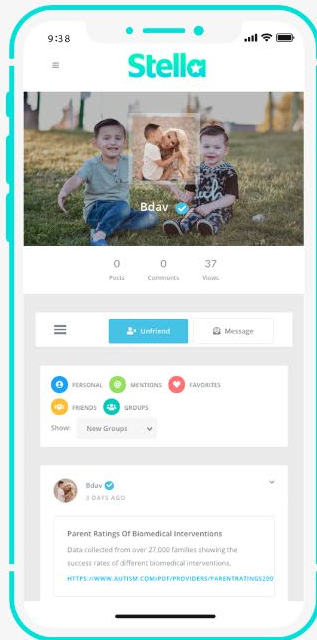 9:38
Stella
Bdav
0 0 37
Posts Comments Views
Unfriend Message
PERSONAL MENTIONS FAVORITES
FRIENDS GROUPS
Show: New Groups
Bdav
3 DAYS AGO
Parent Ratings Of Biomedical Interventions
Data collected from over 27,000 families showing the
success rates of different biomedical interventions.
HTTPS://WWW.AUTISM.COM/PDF/PROVIDERS/PARENTRATINGS200